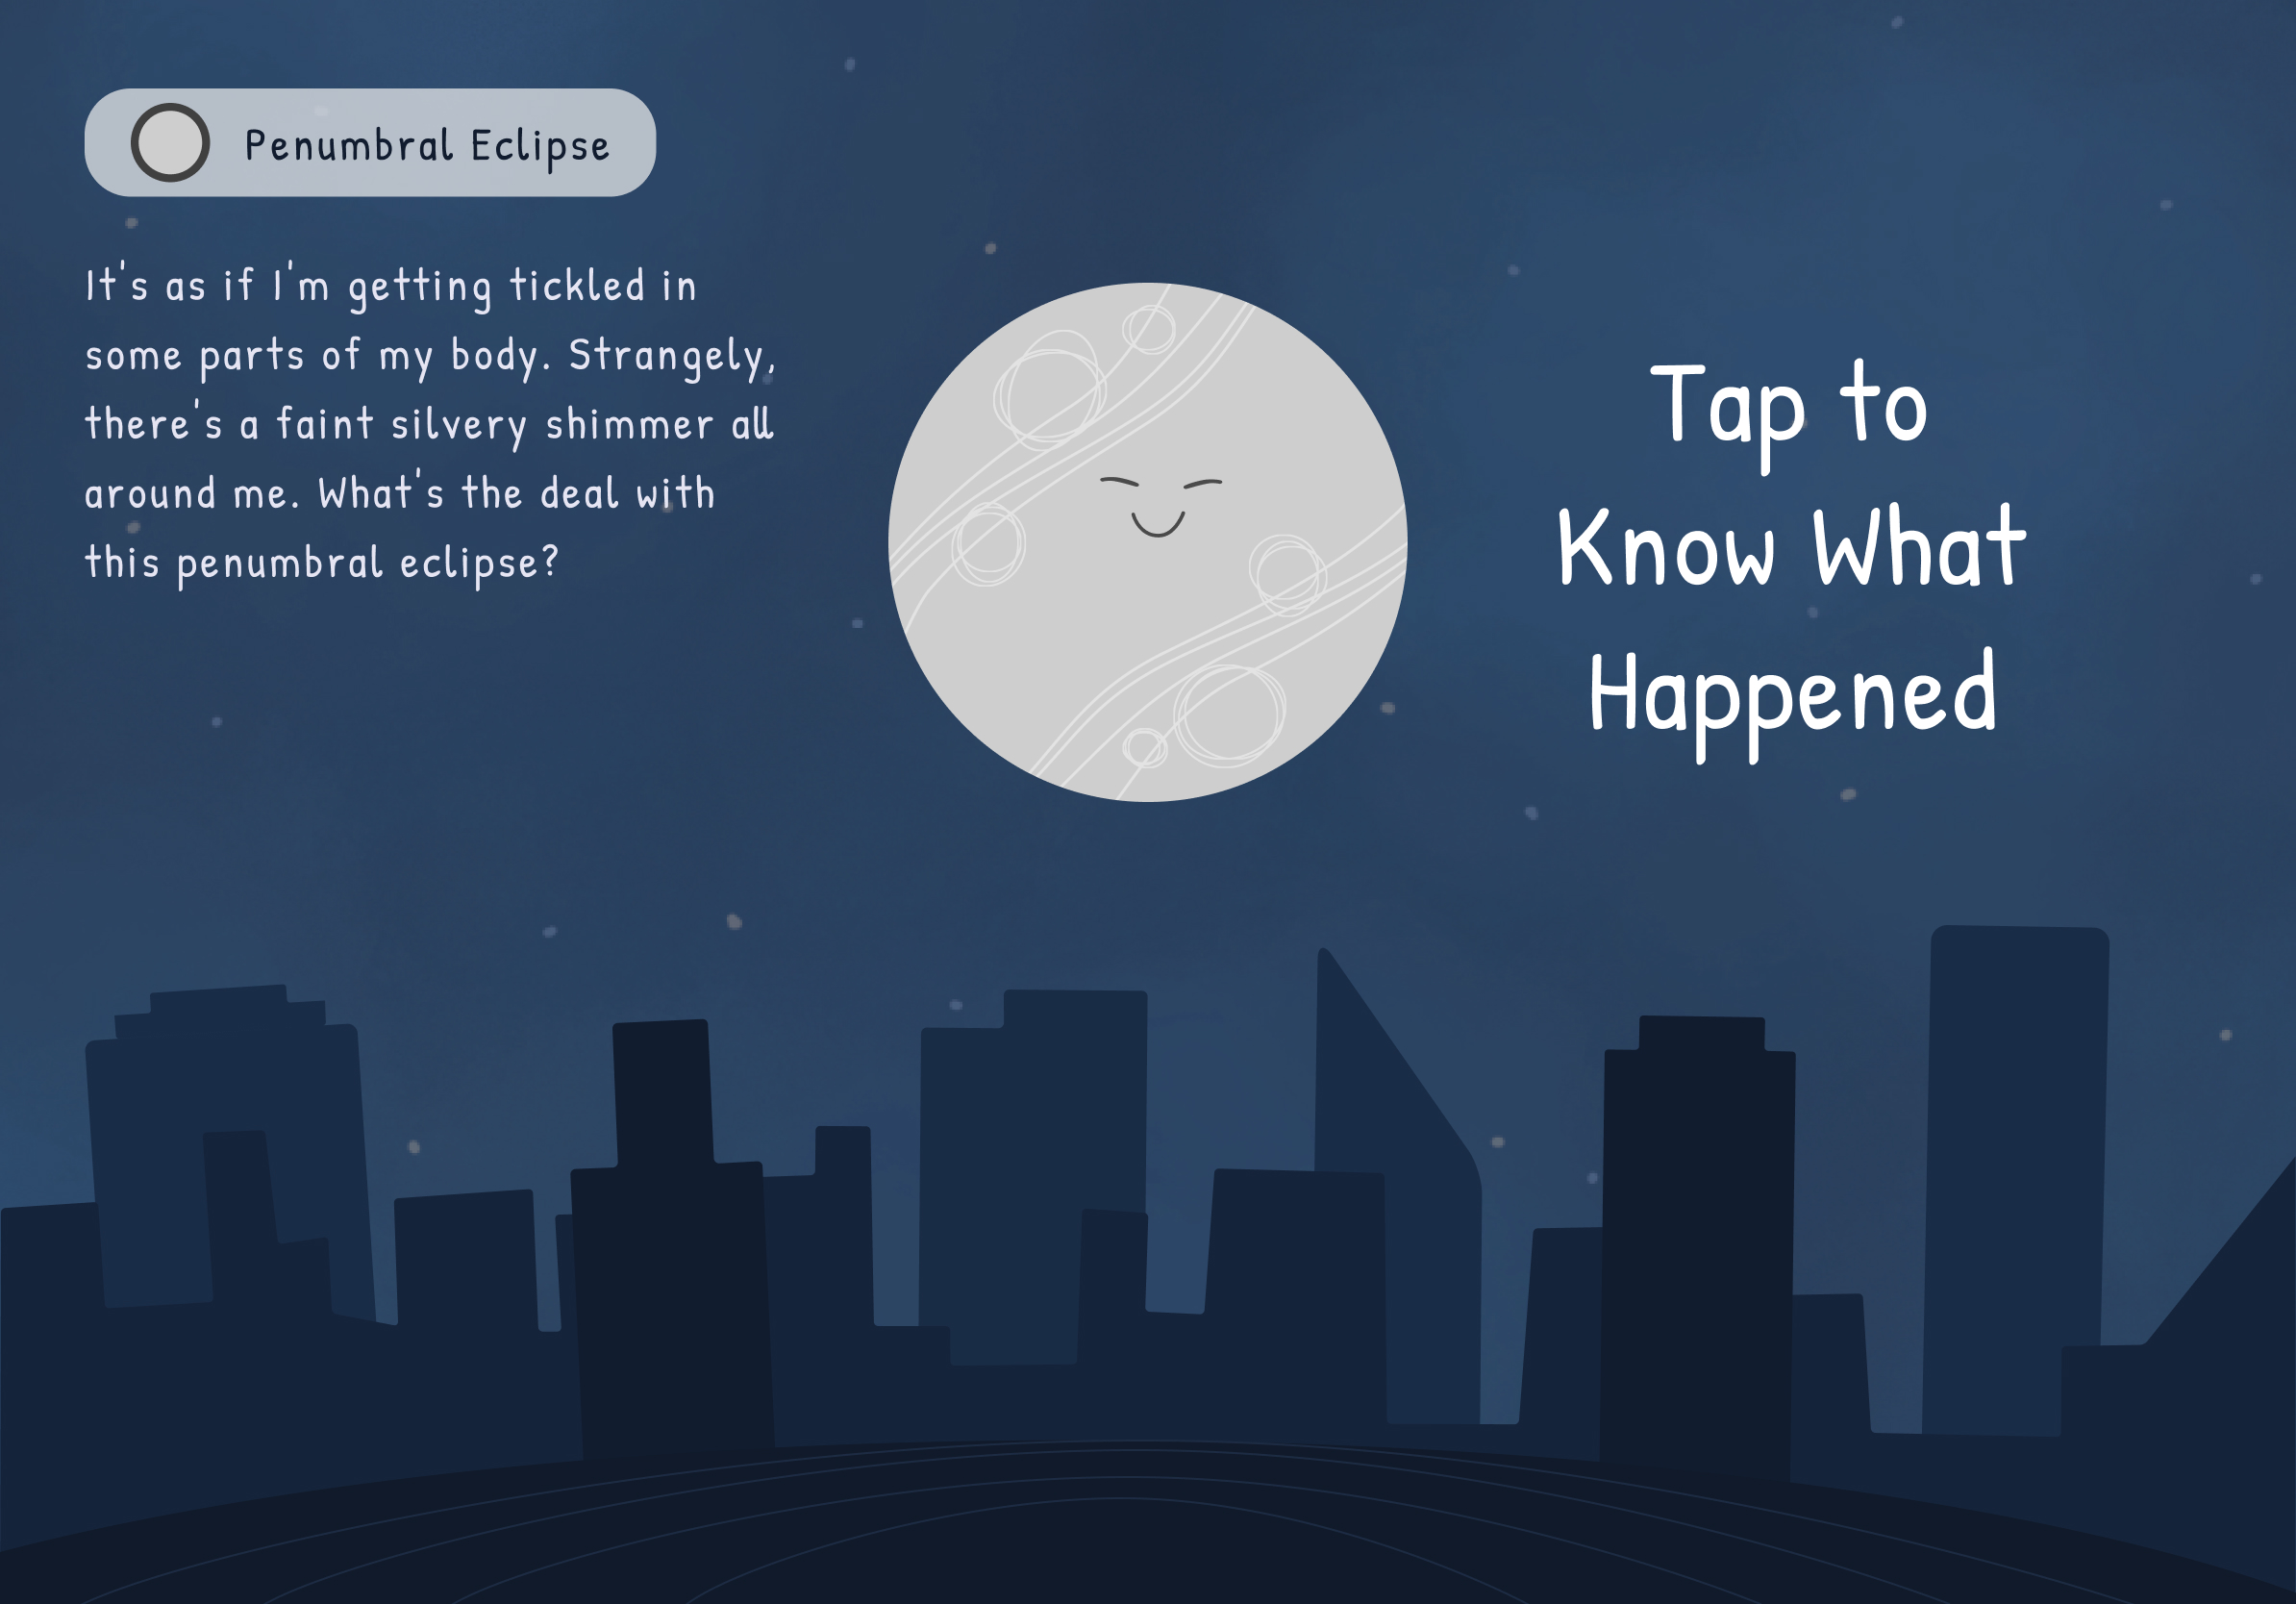 Penumbral Eclipse
It's as if I'm getting tickled in
some parts of my body. Strangely,
there's a faint silvery shimmer all
around me. What's the deal with
this penumbral eclipse?
Tap to
Know What
Happened